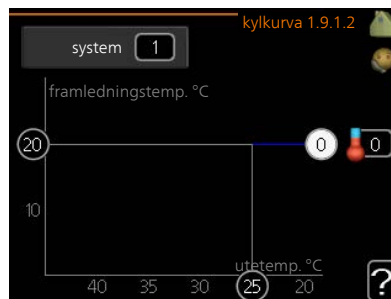 kylkurva 1.9.1.2
system 1
framledningstemp. °C
20 0 0
10
utetemp. °C
40 35 30 25 20
?